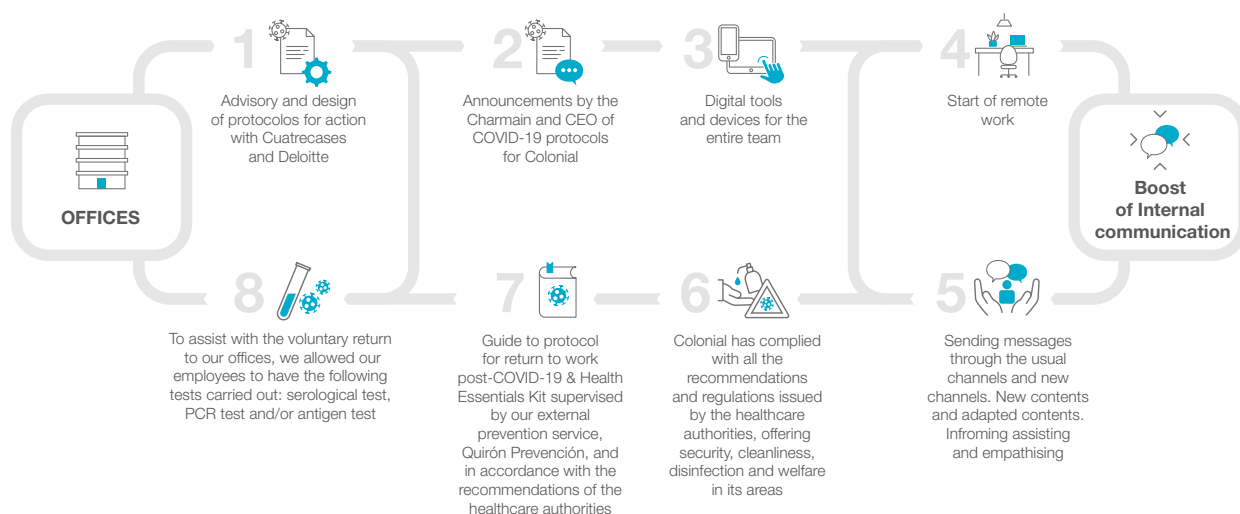 OFFICES
1
Advisory and design
of protocolos for action
with Cuatrecases
and Deloitte
2
Announcements by the
Charmain and CEO of
COVID-19 protocols
for Colonial
3
Digital tools
and devices for the
entire team
4
Start of remote
work
Boost
of Internal
communication
5
Sending messages
through the usual
channels and new
channels. New contents
and adapted contents.
Infroming assisting
and empathising
6
Colonial has complied
with all the
recommendations
and regulations issued
by the healthcare
authorities, offering
security, cleanliness,
disinfection and welfare
in its areas
7
Guide to protocol
for return to work
post-COVID-19 & Health
Essentials Kit supervised
by our external
prevention service,
Quirón Prevención, and
in accordance with the
recommendations of the
healthcare authorities
8
To assist with the voluntary return
to our offices, we allowed our
employees to have the following
tests carried out: serological test,
PCR test and/or antigen test